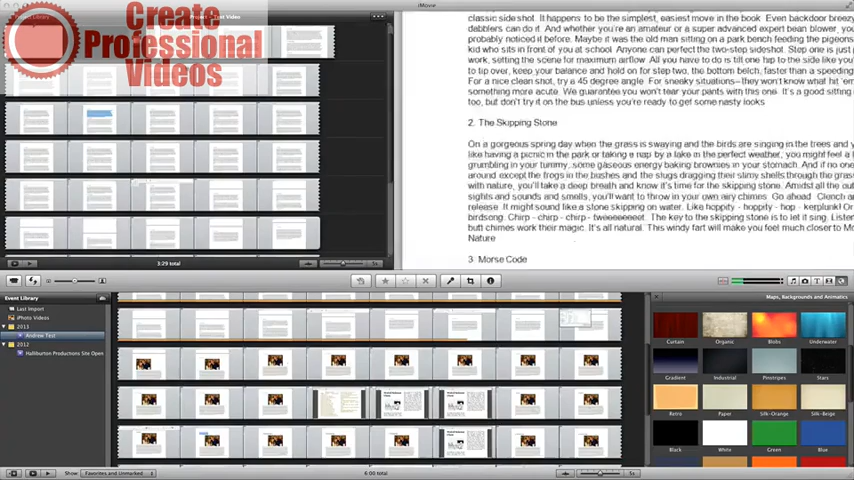 iMovie
Create
Professional
Videos
Project - Test Video
classic side shot. It happens to be the simplest, easiest move in the book. Even backdoor breezy
dabblers can do it. And whether you're an amateur or a super advanced expert bean blower, you
probably noticed it before. Maybe it was the old man sitting on a park bench feeding the pigeons
kid who sits in front of you at school. Anyone can perfect the two-step sideshot. Step one is just
work, setting the scene for maximum airflow. All you have to do is tilt one hip to the side like you
to tip over, keep your balance and hold on for step two, the bottom belch, faster than a speeding
For a nice clean shot, try a 45 degree angle. For sneaky situations--they won't know what hit 'em
something more acute. We guarantee you won't tear your pants with this one. It's a good sitting
too, but don't try it on the bus unless you're ready to get some nasty looks
2. The Skipping Stone
On a gorgeous spring day when the grass is swaying and the birds are singing in the trees and y
like having a picnic in the park or taking a nap by a lake in the perfect weather, you might feel a
grumbling in your tummy, some gaseous energy baking brownies in your stomach. And if no one
around except the frogs in the bushes and the slugs dragging their slimy shells through the grass
with nature, you'll take a deep breath and know it's time for the skipping stone. Amidst all the
sights and sounds and smells, you'll want to throw in your own airy chimes. Go ahead. Clench
release. It might sound like a stone skipping on water. Like hoppity - hop - kerplunk! Or
birdsong. Chirp - chirp - chirp - tweeeeeeeet. The key to the skipping stone is to let it sing. Listen
butt chimes work their magic. It's all natural. This windy fart will make you feel much closer to Mo
Nature
3. Morse Code
3:29 total
5s
Event Library
Last Import
iPhoto Videos
2013
Andrew Test
2012
Halliburton Productions Site Open
Maps, Backgrounds and Animatics
Curtain
Organic
Blobs
Underwater
Gradient
Industrial
Pinstripes
Stars
Retro
Paper
Silk-Orange
Silk-Beige
Black
White
Green
Blue
Show:
Favorites and Unmarked
6:00 total
5s